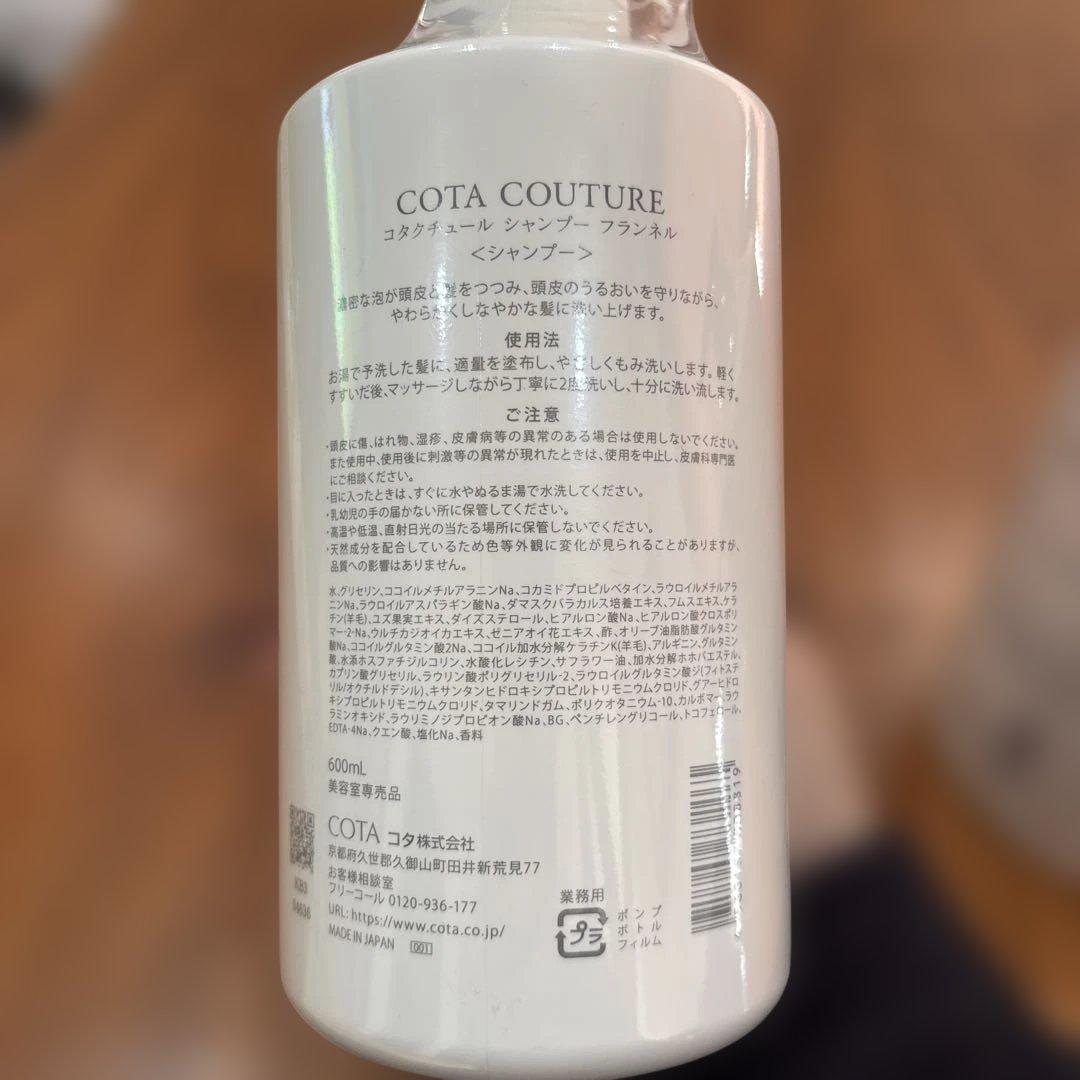 COTA COUTURE
コタクチュール シャンプー フランネル
＜シャンプー＞
濃密な泡が頭皮と髪をつつみ、頭皮のうるおいを守りながら、
やわらかくしなやかな髪に洗い上げます。
使用法
お湯で予洗した髪に、適量を塗布し、やさしくもみ洗いします。軽く
すすいだ後、マッサージしながら丁寧に2度洗いし、十分に洗い流します。
ご注意
・頭皮に傷、はれ物、湿疹、皮膚病等の異常のある場合は使用しないでください。
また使用中、使用後に刺激等の異常が現れたときは、使用を中止し、皮膚科専門医
にご相談ください。
・目に入ったときは、すぐに水やぬるま湯で水洗してください。
・乳幼児の手の届かない所に保管してください。
・高温や低温、直射日光の当たる場所に保管しないでください。
・天然成分を配合しているため色等外観に変化が見られることがありますが、
品質への影響はありません。
水、グリセリン、ココイルメチルアラニンNa、コカミドプロピルベタイン、ラウロイルメチルアラ
ニンNa、ラウロイルアスパラギン酸Na、ダマスクバラカルス培養エキス、フムスエキス、ケラ
チン(羊毛)、ユズ果実エキス、ダイズステロール、ヒアルロン酸Na、ヒアルロン酸クロスポリ
マー-2-Na、ウルチカジオイカエキス、ゼニアオイ花エキス、酢、オリーブ油脂肪酸グルタミン
酸Na、ココイルグルタミン酸2Na、ココイル加水分解ケラチンK(羊毛)、アルギニン、グルタミン
酸、水添ホスファチジルコリン、水酸化レシチン、サフラワー油、加水分解ホホバエステル、
カプリン酸グリセリル、ラウリン酸ポリグリセリル-2、ラウロイルグルタミン酸ジ(フィトステ
リル/オクチルドデシル)、キサンタンヒドロキシプロピルトリモニウムクロリド、グアーヒドロ
キシプロピルトリモニウムクロリド、タマリンドガム、ポリクオタニウム-10、カルボマー、ラウ
ラミンオキシド、ラウリミノジプロピオン酸Na、BG、ペンチレングリコール、トコフェロール、
EDTA-4Na、クエン酸、塩化Na、香料
600mL
美容室専売品
COTA コタ株式会社
京都府久世郡久御山町田井新荒見77
お客様相談室
フリーコール 0120-936-177
URL: https://www.cota.co.jp/
MADE IN JAPAN 001
業務用
プラ
ポンプ
ボトル
フィルム